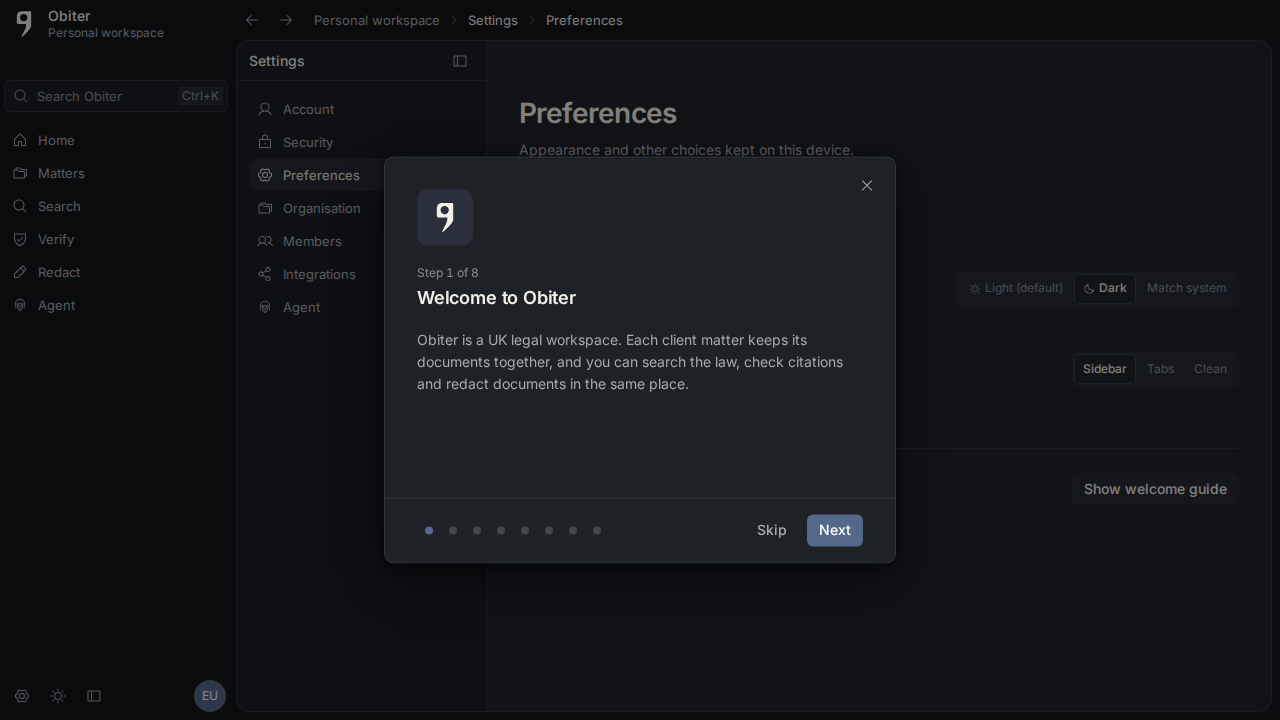 Obiter
Personal workspace
Personal workspace
Settings
Preferences
Search Obiter
Ctrl+K
Home
Matters
Search
Verify
Redact
Agent
EU
Settings
Account
Security
Preferences
Organisation
Members
Integrations
Agent
Preferences
Appearance and other choices kept on this device.
Light (default)
Dark
Match system
Sidebar
Tabs
Clean
Show welcome guide
Step 1 of 8
Welcome to Obiter
Obiter is a UK legal workspace. Each client matter keeps its
documents together, and you can search the law, check citations
and redact documents in the same place.
Skip
Next